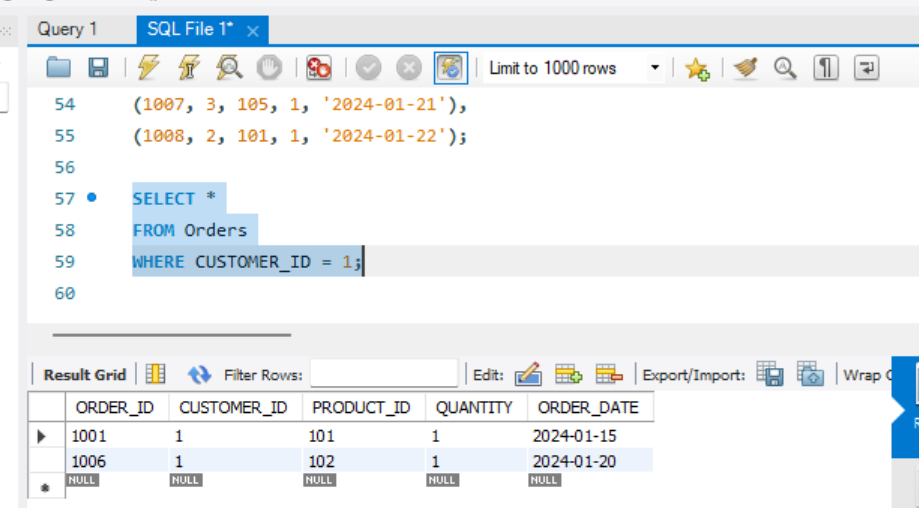 Query 1 SQL File 1*
Limit to 1000 rows
54 (1007, 3, 105, 1, '2024-01-21'),
55 (1008, 2, 101, 1, '2024-01-22');
56
57 SELECT *
58 FROM Orders
59 WHERE CUSTOMER_ID = 1;
60
Result Grid Filter Rows: Edit: Export/Import: Wrap C
ORDER_ID CUSTOMER_ID PRODUCT_ID QUANTITY ORDER_DATE
1001 1 101 1 2024-01-15
1006 1 102 1 2024-01-20
NULL NULL NULL NULL NULL